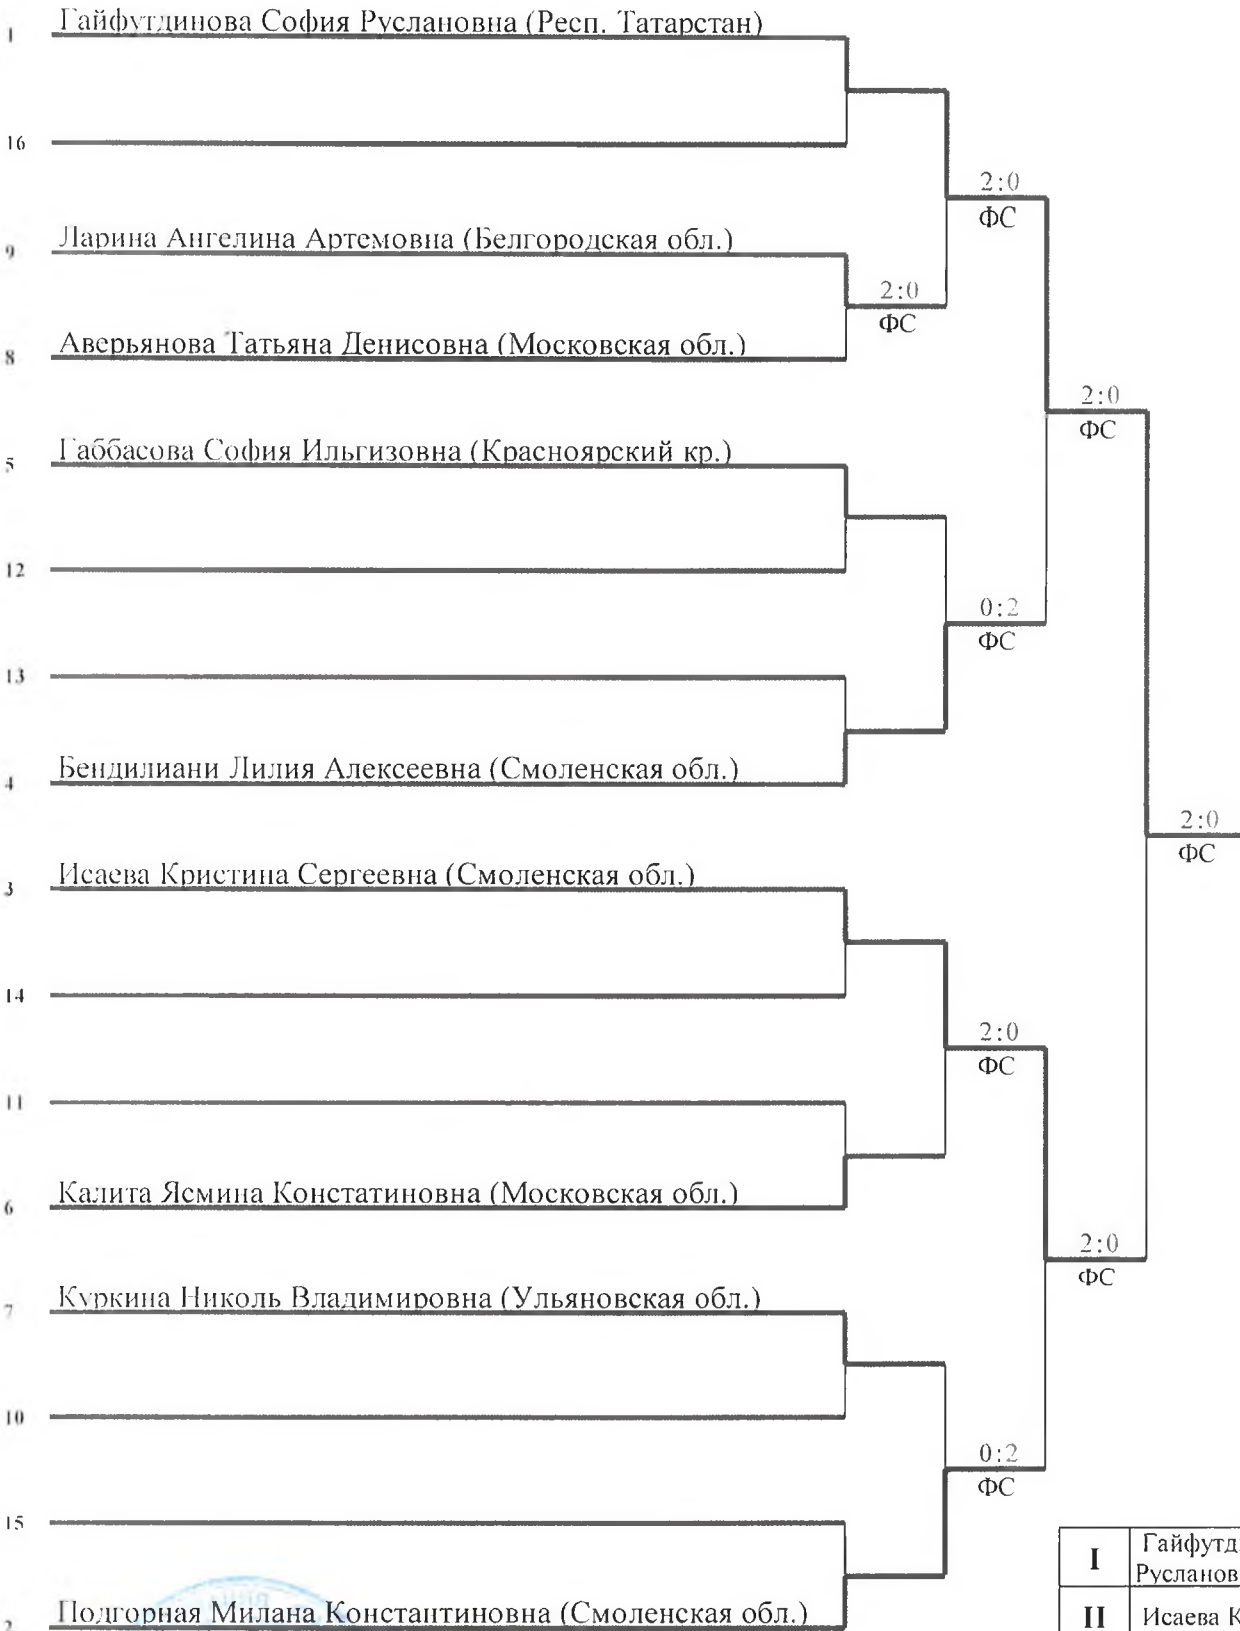 1 Гайфутдинова София Руслановна (Респ. Татарстан)
16
2:0
ФС
9 Ларина Ангелина Артемовна (Белгородская обл.)
2:0
ФС
8 Аверьянова Татьяна Денисовна (Московская обл.)
2:0
ФС
5 Габбасова София Ильгизовна (Красноярский кр.)
12
0:2
ФС
13
4 Бендилиани Лилия Алексеевна (Смоленская обл.)
2:0
ФС
3 Исаева Кристина Сергеевна (Смоленская обл.)
14
2:0
ФС
11
6 Калита Ясмина Констатиновна (Московская обл.)
2:0
ФС
7 Куркина Николь Владимировна (Ульяновская обл.)
10
0:2
ФС
15
I Гайфутд
Руслановн
2 Подгорная Милана Константиновна (Смоленская обл.)
II Исаева К